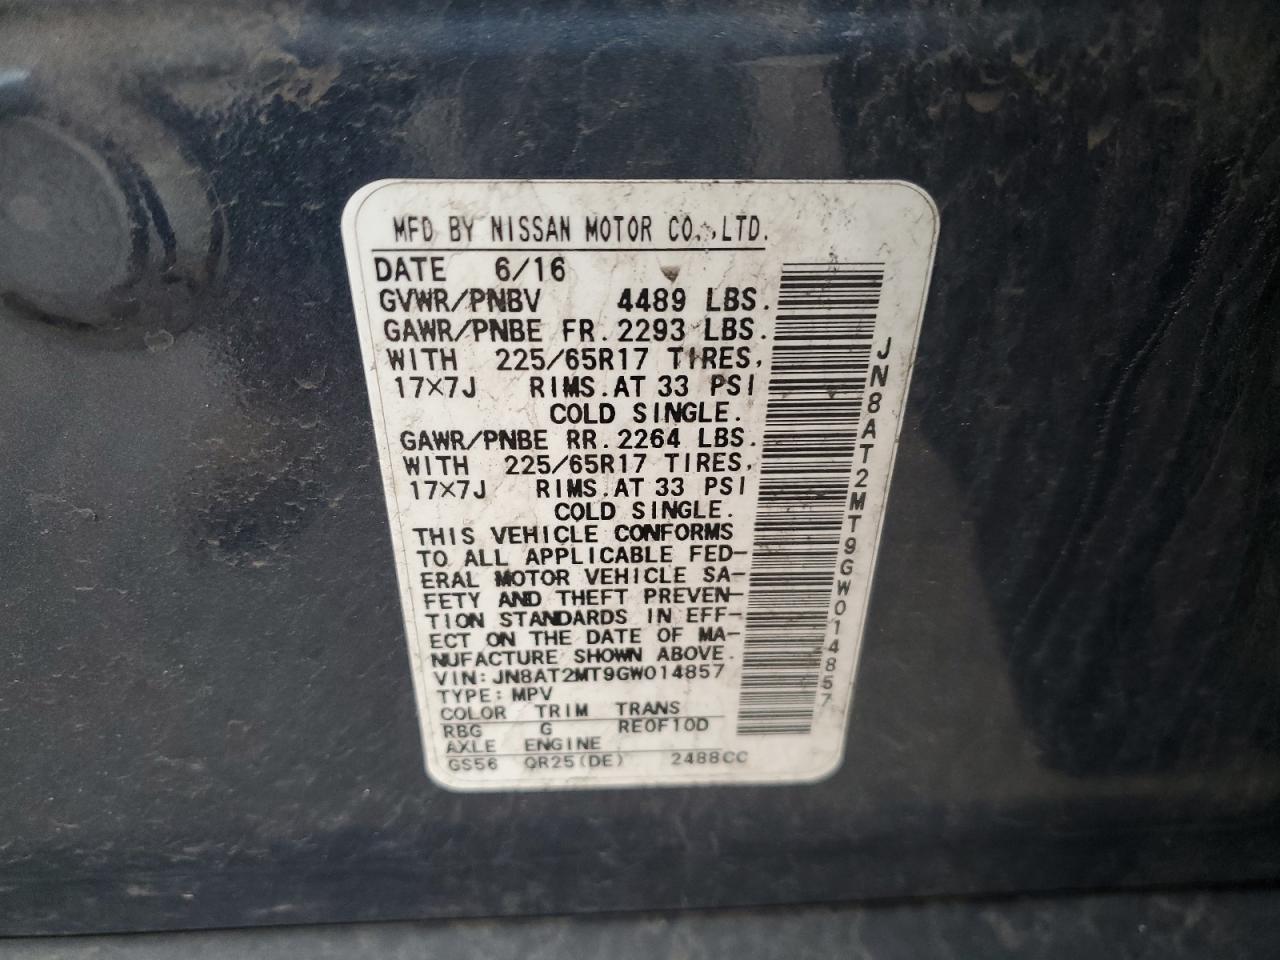 MFD BY NISSAN MOTOR CO.,LTD.
DATE 6/16
GVWR/PNBV 4489 LBS.
GAWR/PNBE FR.2293 LBS.
WITH 225/65R17 TIRES,
17×7J RIMS.AT 33 PSI
COLD SINGLE.
GAWR/PNBE RR.2264 LBS.
WITH 225/65R17 TIRES,
17×7J RIMS.AT 33 PSI
COLD SINGLE.
THIS VEHICLE CONFORMS
TO ALL APPLICABLE FED-
ERAL MOTOR VEHICLE SA-
FETY AND THEFT PREVEN-
TION STANDARDS IN EFF-
ECT ON THE DATE OF MA-
NUFACTURE SHOWN ABOVE.
VIN:JN8AT2MT9GW014857
TYPE:MPV
COLOR TRIM TRANS
RBG G RE0F10D
AXLE ENGINE
GS56 QR25(DE) 2488CC
JN8AT2MT9GW014857